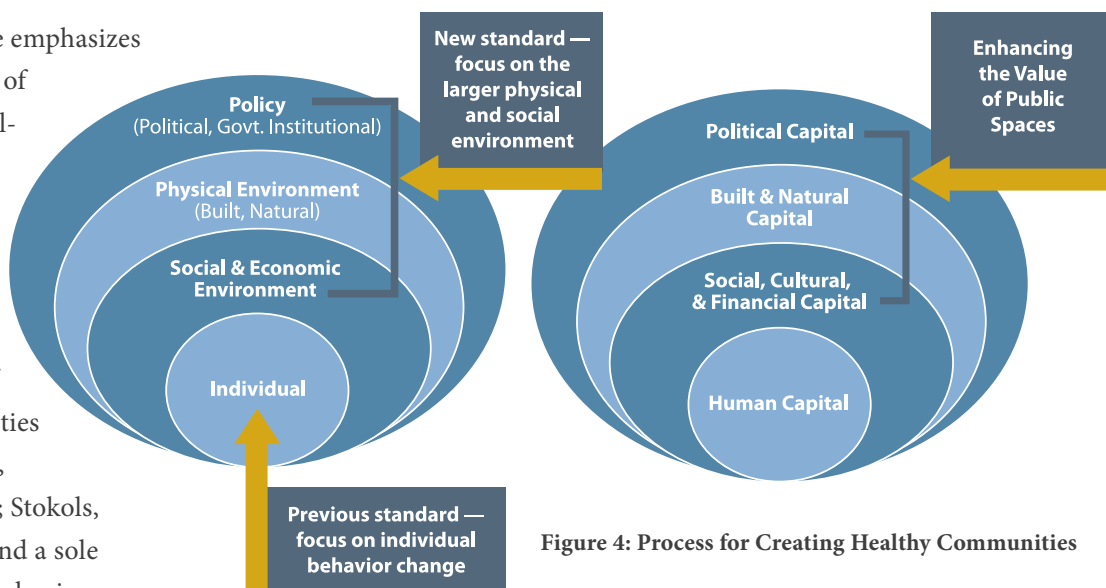 e emphasizes
of
l-
ties
,
; Stokols,
nd a sole
Policy
(Political, Govt. Institutional)
Physical Environment
(Built, Natural)
Social & Economic
Environment
Individual
New standard —
focus on the
larger physical
and social
environment
Previous standard —
focus on individual
behavior change
Political Capital
Built & Natural
Capital
Social, Cultural,
& Financial Capital
Human Capital
Enhancing
the Value
of Public
Spaces
Figure 4: Process for Creating Healthy Communities